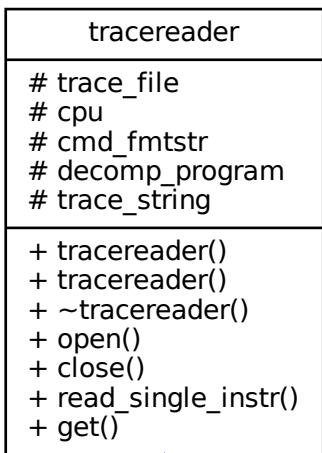 tracereader
# trace_file
# cpu
# cmd_fmtstr
# decomp_program
# trace_string
+ tracereader()
+ tracereader()
+ ~tracereader()
+ open()
+ close()
+ read_single_instr()
+ get()